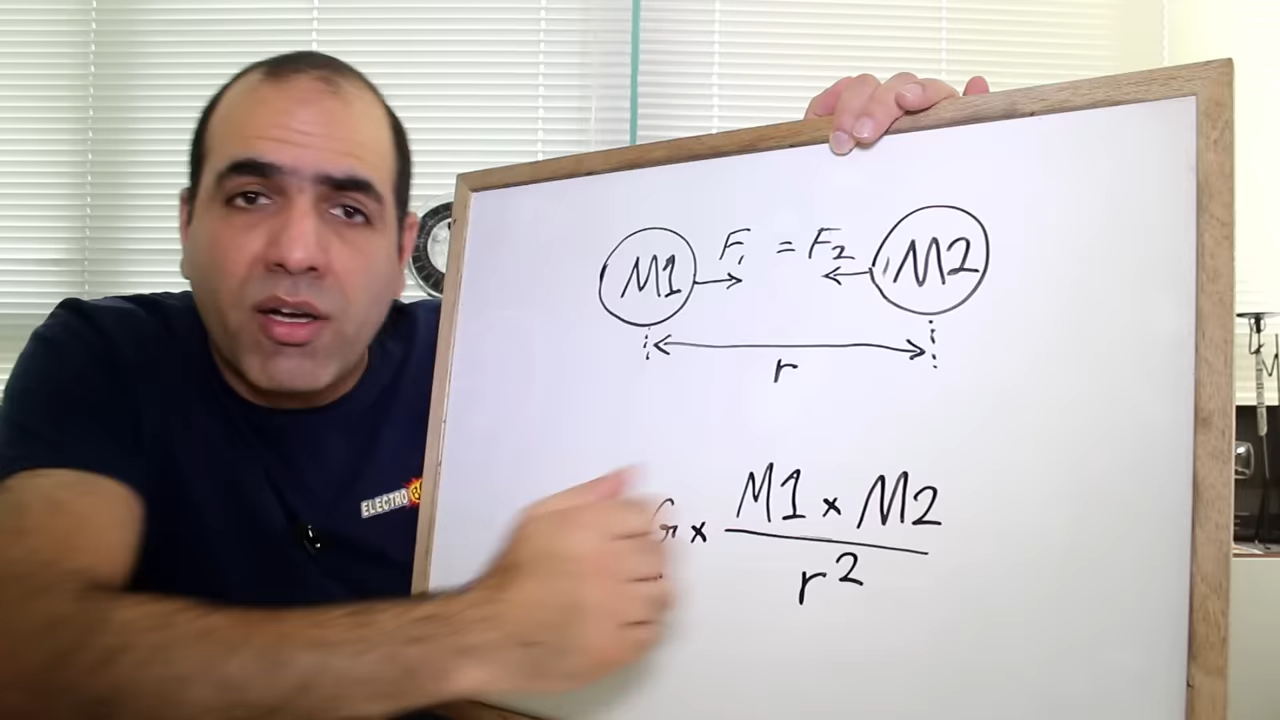 M1 F₁ = F₂ M2
r
G × M1 × M2
r²
ELECTRO